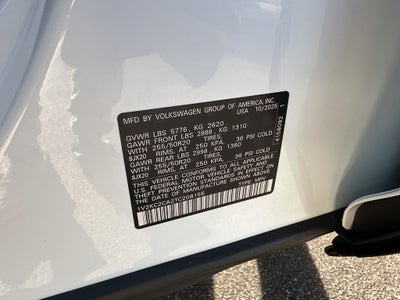 MFD BY VOLKSWAGEN GROUP OF AMERICA, INC.
USA 10/2025
GVWR LBS 5776, KG 2620
GAWR FRONT LBS 2888, KG 1310
WITH 255/50R20 TIRES, 36 PSI COLD
8JX20 RIMS, AT 250 KPA,
GAWR REAR LBS 2998, KG 1360
WITH 255/50R20 TIRES, 36 PSI COLD
8JX20 RIMS, AT 250 KPA,
THIS VEHICLE CONFORMS TO ALL APPLICABLE
U.S. FEDERAL MOTOR VEHICLE SAFETY AND
THEFT PREVENTION STANDARDS IN EFFECT ON
THE DATE OF MANUFACTURE SHOWN ABOVE.
TYPE